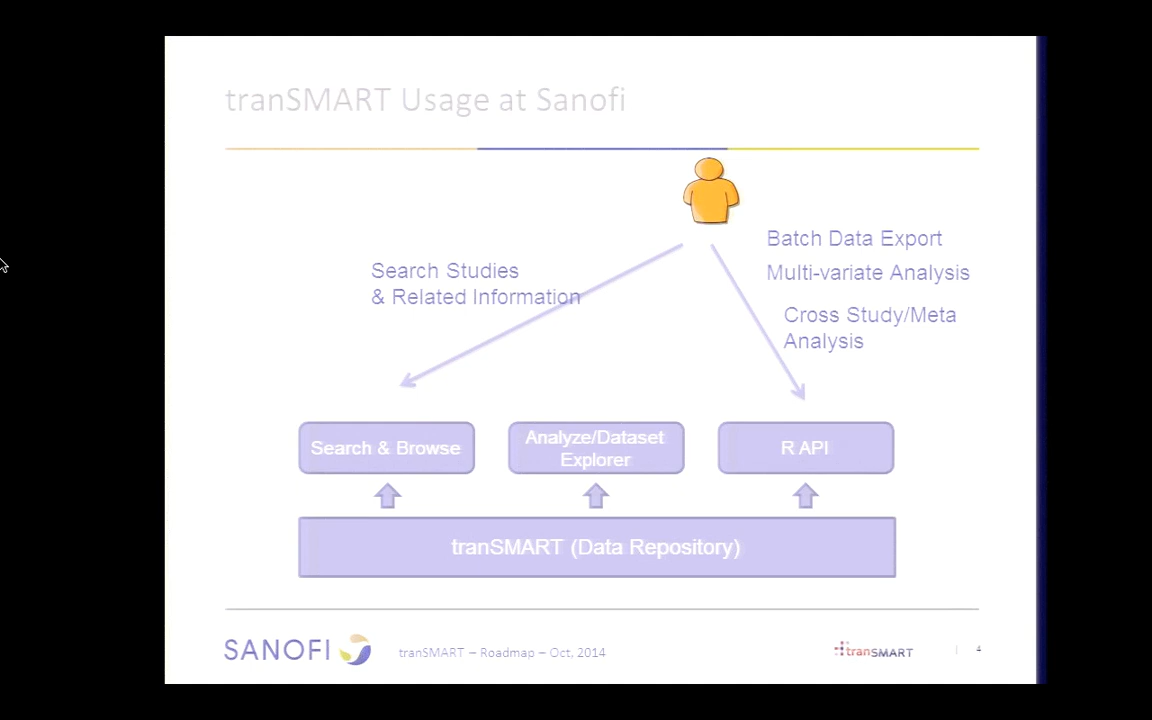 tranSMART Usage at Sanofi
Search Studies
& Related Information
Batch Data Export
Multi-variate Analysis
Cross Study/Meta
Analysis
Search & Browse
Analyze/Dataset
Explorer
R API
tranSMART (Data Repository)
SANOFI
tranSMART – Roadmap – Oct, 2014
tranSMART
| 4